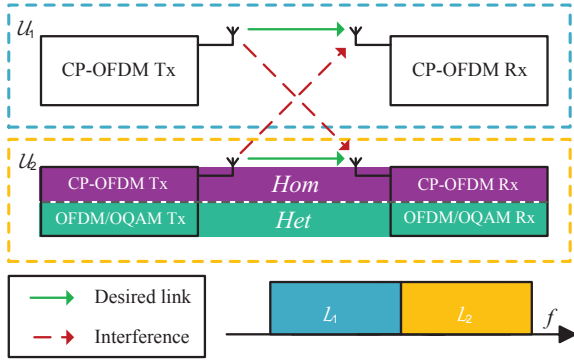 U₁
CP-OFDM Tx
CP-OFDM Rx
U₂
CP-OFDM Tx Hom CP-OFDM Rx
OFDM/OQAM Tx Het OFDM/OQAM Rx
Desired link
Interference
L₁ L₂ f